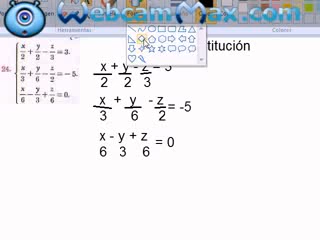 WebcamMax.com
Herramientas
Colores
titución
24.
x/2 + y/2 - z/3 = 3.
x/3 + y/6 - z/2 = -5.
x/6 - y/3 + z/6 = 0.
x + y - z = 3
2 2 3
x + y - z = -5
3 6 2
x - y + z = 0
6 3 6